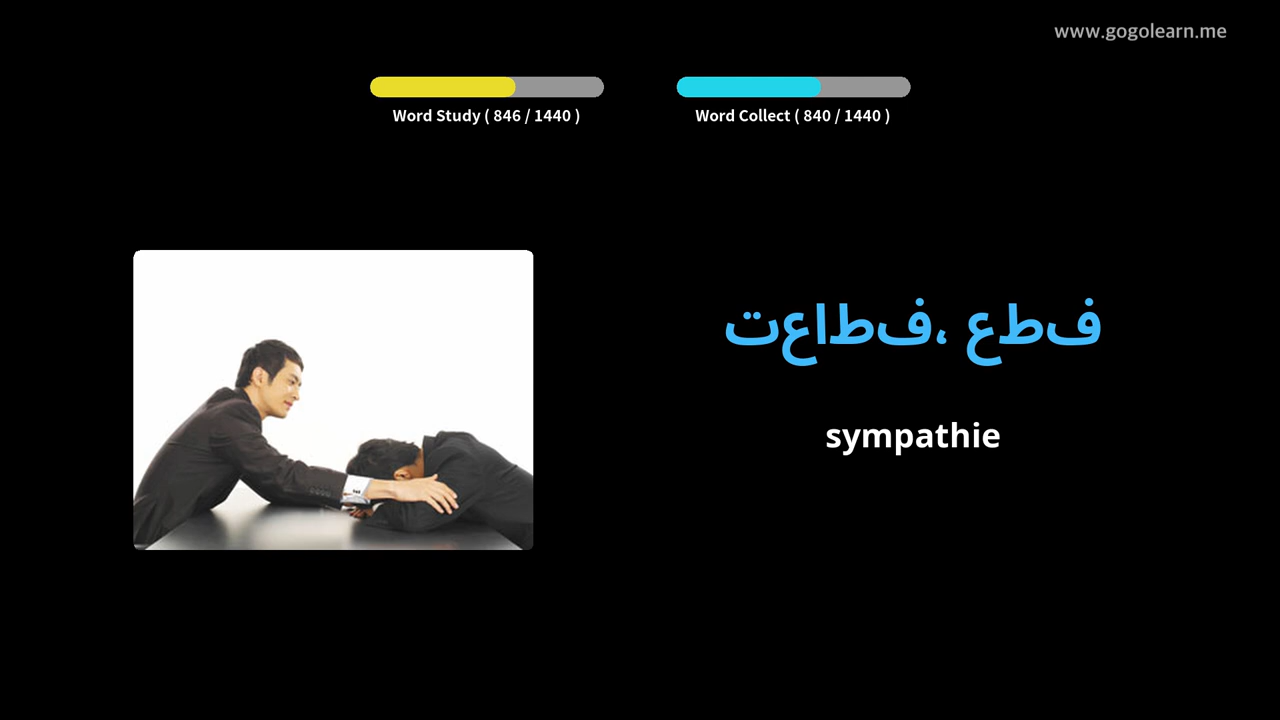 www.gogolearn.me
Word Study ( 846 / 1440 )
Word Collect ( 840 / 1440 )
تعاطف، عطف
sympathie